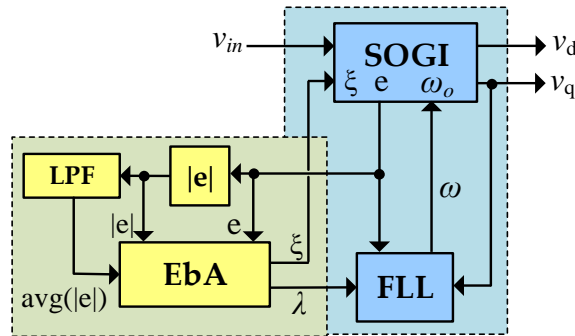 v_in
SOGI
v_d
ξ e ω_o
v_q
LPF
|e|
ω
|e|
e
ξ
EbA
avg(|e|)
λ
FLL